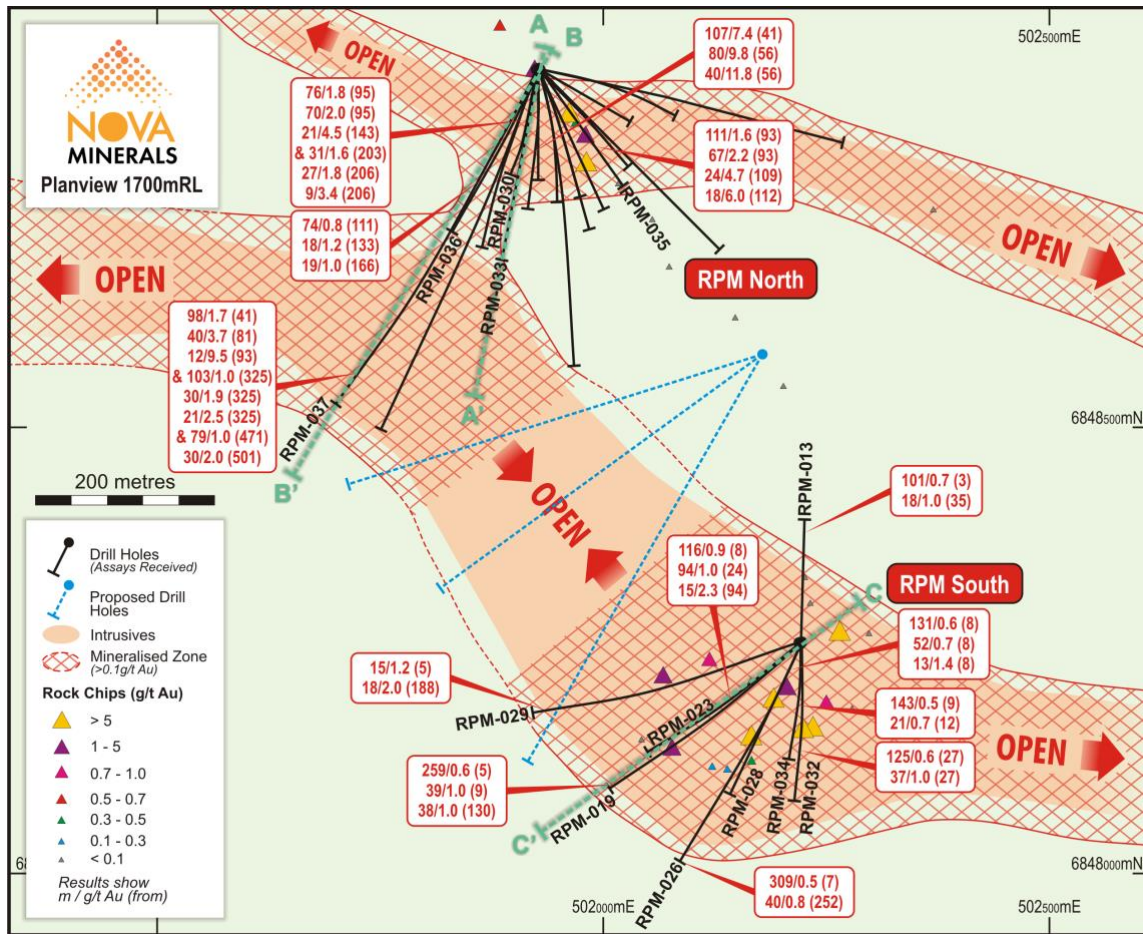 NOVA
MINERALS
Planview 1700mRL
OPEN
A
B
502500mE
107/7.4 (41)
80/9.8 (56)
40/11.8 (56)
76/1.8 (95)
70/2.0 (95)
21/4.5 (143)
& 31/1.6 (203)
27/1.8 (206)
9/3.4 (206)
111/1.6 (93)
67/2.2 (93)
24/4.7 (109)
18/6.0 (112)
74/0.8 (111)
18/1.2 (133)
19/1.0 (166)
RPM-030
RPM-036
RPM-033
RPM-035
OPEN
RPM North
OPEN
98/1.7 (41)
40/3.7 (81)
12/9.5 (93)
& 103/1.0 (325)
30/1.9 (325)
21/2.5 (325)
& 79/1.0 (471)
30/2.0 (501)
RPM-037
A'
B'
6848500mN
200 metres
OPEN
RPM-013
101/0.7 (3)
18/1.0 (35)
116/0.9 (8)
94/1.0 (24)
15/2.3 (94)
RPM South
C
131/0.6 (8)
52/0.7 (8)
13/1.4 (8)
15/1.2 (5)
18/2.0 (188)
RPM-029
RPM-023
143/0.5 (9)
21/0.7 (12)
125/0.6 (27)
37/1.0 (27)
OPEN
259/0.6 (5)
39/1.0 (9)
38/1.0 (130)
RPM-019
C'
RPM-028
RPM-034
RPM-032
RPM-026
309/0.5 (7)
40/0.8 (252)
6848000mN
502000mE
502500mE
68
Drill Holes
(Assays Received)
Proposed Drill
Holes
Intrusives
Mineralised Zone
(>0.1g/t Au)
Rock Chips (g/t Au)
> 5
1 - 5
0.7 - 1.0
0.5 - 0.7
0.3 - 0.5
0.1 - 0.3
< 0.1
Results show
m / g/t Au (from)